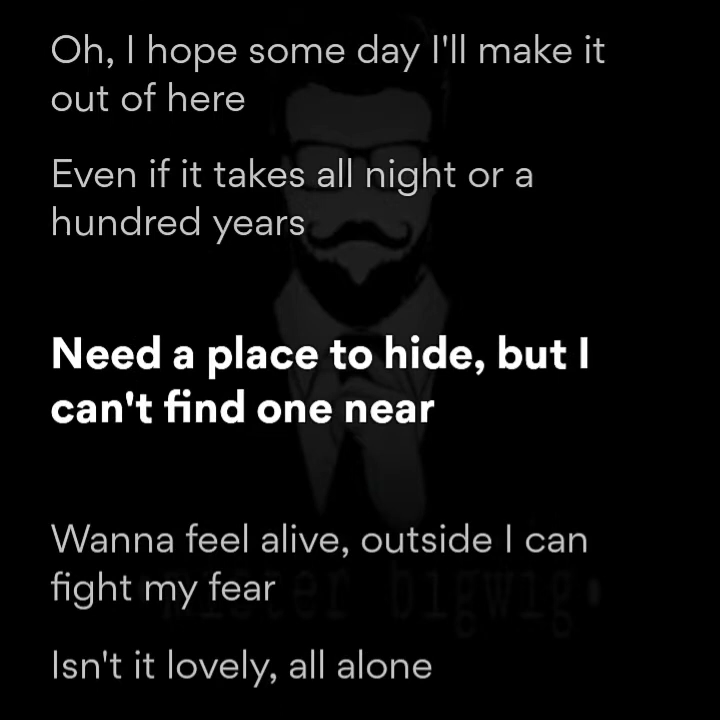 Oh, I hope some day I'll make it
out of here
Even if it takes all night or a
hundred years
Need a place to hide, but I
can't find one near
Wanna feel alive, outside I can
fight my fear
mister bigwig.
Isn't it lovely, all alone